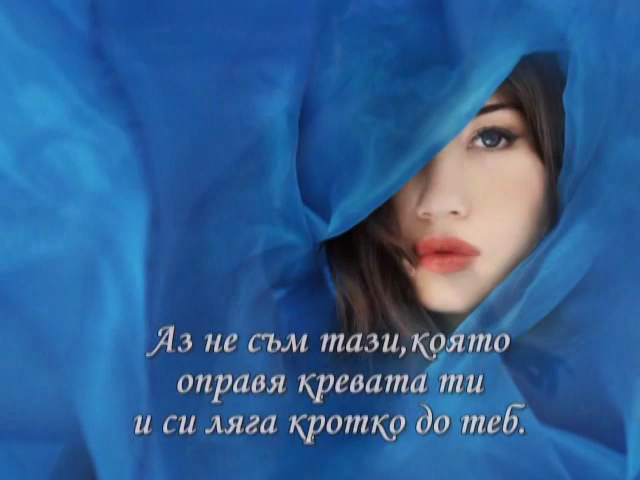 Аз не съм тази,която
оправя кревата ти
и си ляга кротко до теб.